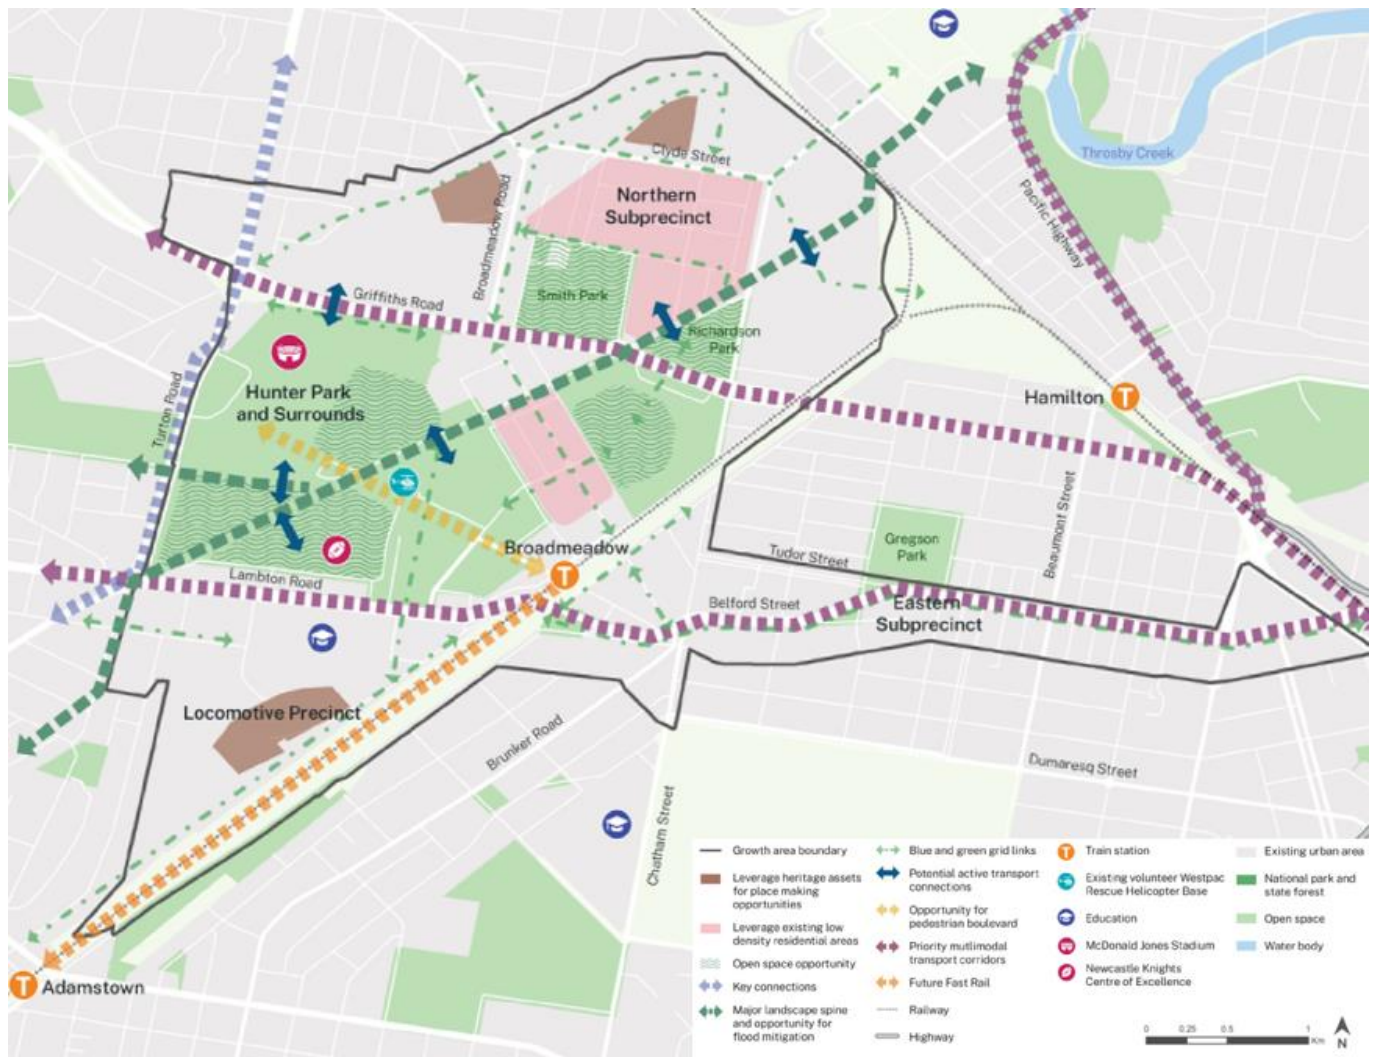 Clyde Street
Northern
Subprecinct
Throsby Creek
Pacific Highway
Broadmeadow Road
Griffiths Road
Smith Park
Richardson
Park
Turton Road
Hunter Park
and Surrounds
Hamilton
T
Beaumont Street
Gregson
Park
Broadmeadow
T
Tudor Street
Lambton Road
Belford Street
Eastern
Subprecinct
Locomotive Precinct
Brunker Road
Chatham Street
Dumaresq Street
T
Adamstown
Growth area boundary
Leverage heritage assets
for place making
opportunities
Leverage existing low
density residential areas
Open space opportunity
Key connections
Major landscape spine
and opportunity for
flood mitigation
Blue and green grid links
Potential active transport
connections
Opportunity for
pedestrian boulevard
Priority mutlimodal
transport corridors
Future Fast Rail
Railway
Highway
T
Train station
Existing volunteer Westpac
Rescue Helicopter Base
Education
McDonald Jones Stadium
Newcastle Knights
Centre of Excellence
Existing urban area
National park and
state forest
Open space
Water body
0 0.25 0.5 1
Km
N